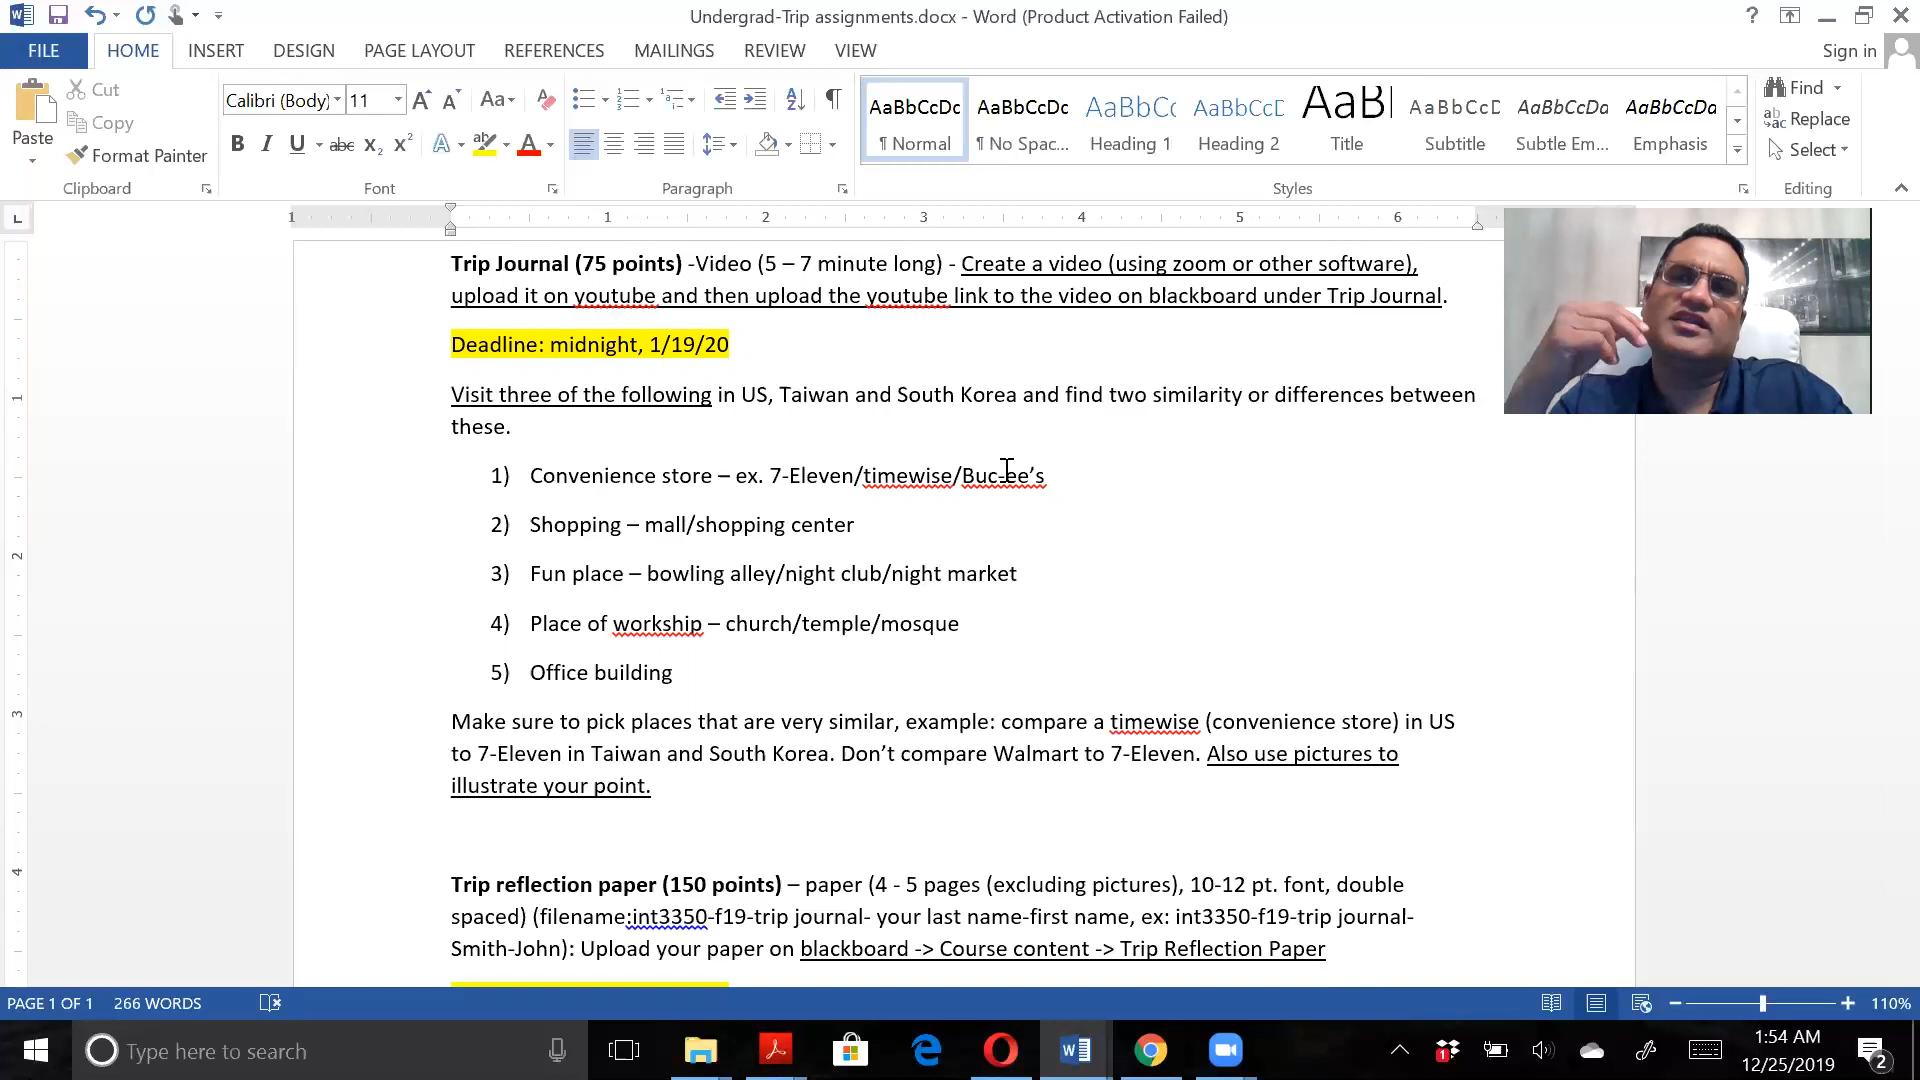 Undergrad-Trip assignments.docx - Word (Product Activation Failed)
FILE HOME INSERT DESIGN PAGE LAYOUT REFERENCES MAILINGS REVIEW VIEW Sign in
Paste Cut Copy Format Painter
Calibri (Body) 11
AaBbCcDc AaBbCcDc AaBbCc AaBbCcD AaBl AaBbCcD AaBbCcDa AaBbCcDa
¶ Normal ¶ No Spac... Heading 1 Heading 2 Title Subtitle Subtle Em... Emphasis
Find
Replace
Select
Clipboard Font Paragraph Styles Editing
1 1 2 3 4 5 6
Trip Journal (75 points) -Video (5 – 7 minute long) - Create a video (using zoom or other software),
upload it on youtube and then upload the youtube link to the video on blackboard under Trip Journal.
Deadline: midnight, 1/19/20
Visit three of the following in US, Taiwan and South Korea and find two similarity or differences between
these.
1) Convenience store – ex. 7-Eleven/timewise/Buc-ee’s
2) Shopping – mall/shopping center
3) Fun place – bowling alley/night club/night market
4) Place of workship – church/temple/mosque
5) Office building
Make sure to pick places that are very similar, example: compare a timewise (convenience store) in US
to 7-Eleven in Taiwan and South Korea. Don’t compare Walmart to 7-Eleven. Also use pictures to
illustrate your point.
Trip reflection paper (150 points) – paper (4 - 5 pages (excluding pictures), 10-12 pt. font, double
spaced) (filename:int3350-f19-trip journal- your last name-first name, ex: int3350-f19-trip journal-
Smith-John): Upload your paper on blackboard -> Course content -> Trip Reflection Paper
PAGE 1 OF 1 266 WORDS 110%
Type here to search
1:54 AM
12/25/2019
2